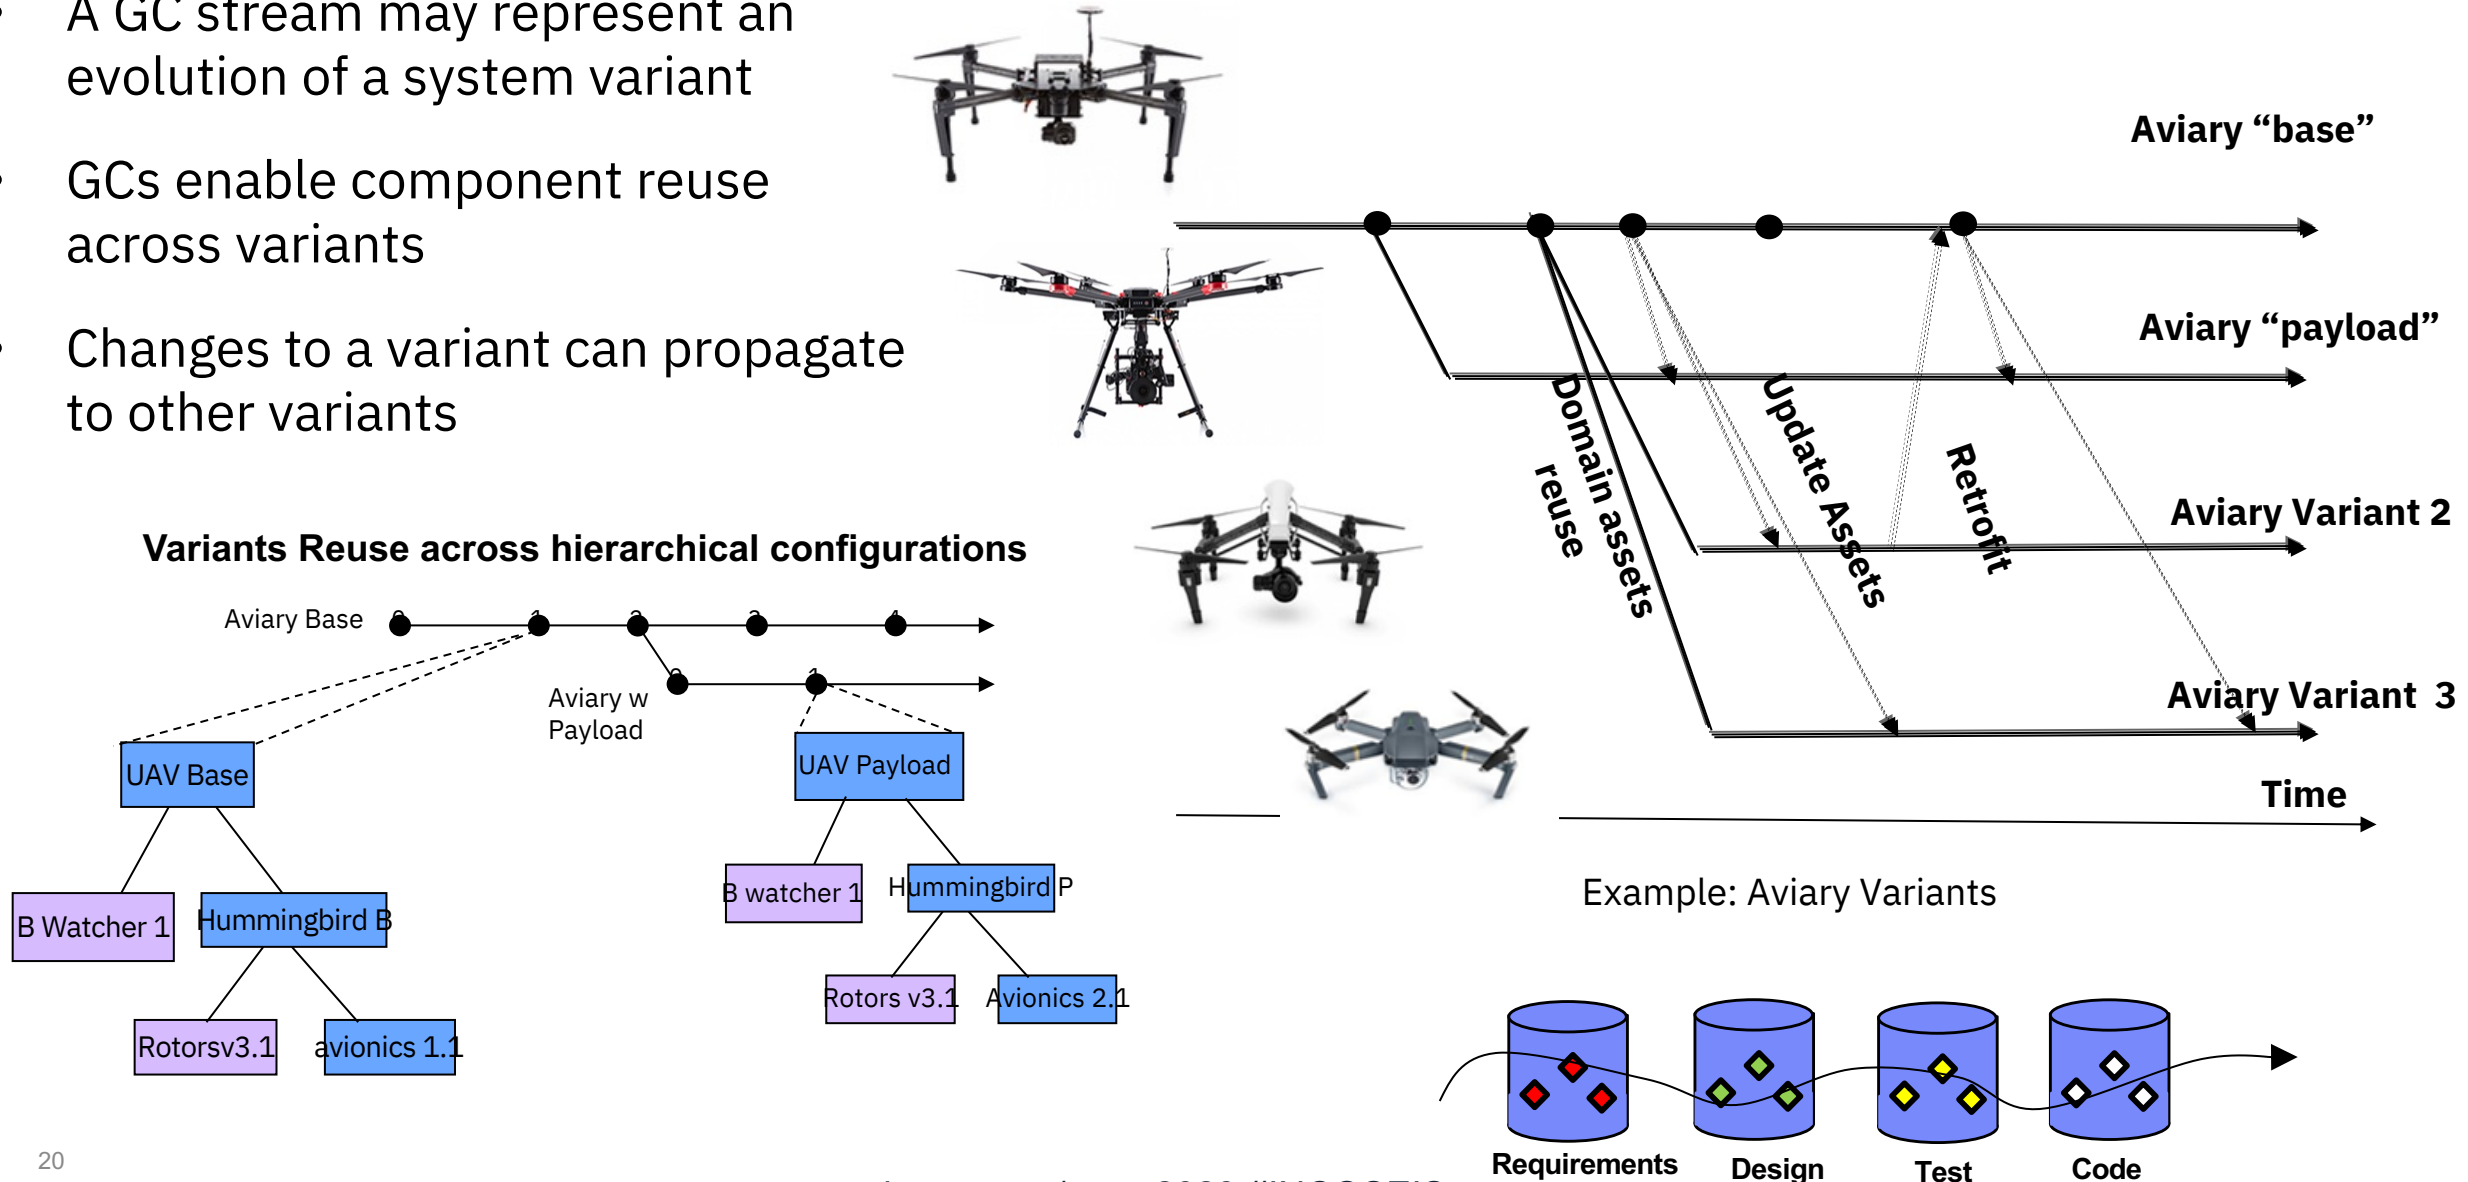 A GC stream may represent an
evolution of a system variant
GCs enable component reuse
across variants
Changes to a variant can propagate
to other variants
Aviary “base”
Aviary “payload”
Aviary Variant 2
Aviary Variant 3
Domain assets
reuse
Update Assets
Retrofit
Time
Example: Aviary Variants
Variants Reuse across hierarchical configurations
Aviary Base
Aviary w
Payload
UAV Base
UAV Payload
B Watcher 1
Hummingbird B
Rotorsv3.1
avionics 1.1
B watcher 1
Hummingbird P
Rotors v3.1
Avionics 2.1
Requirements
Design
Test
Code
20